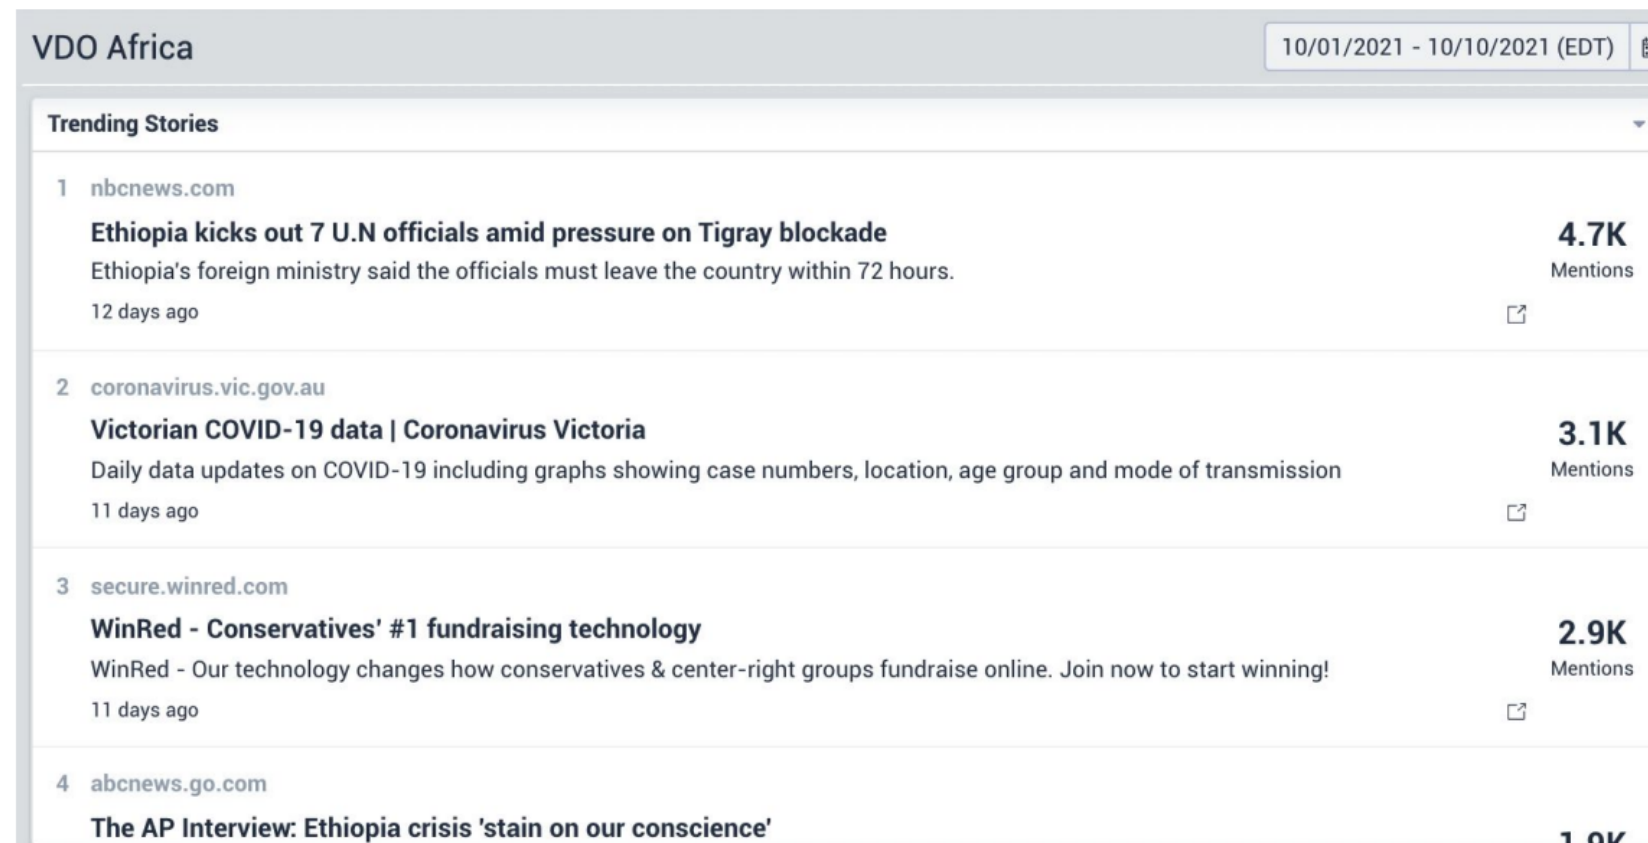 VDO Africa
10/01/2021 - 10/10/2021 (EDT)
Trending Stories
1 nbcnews.com
Ethiopia kicks out 7 U.N officials amid pressure on Tigray blockade
4.7K
Ethiopia's foreign ministry said the officials must leave the country within 72 hours.
Mentions
12 days ago
2 coronavirus.vic.gov.au
Victorian COVID-19 data | Coronavirus Victoria
3.1K
Daily data updates on COVID-19 including graphs showing case numbers, location, age group and mode of transmission
Mentions
11 days ago
3 secure.winred.com
WinRed - Conservatives' #1 fundraising technology
2.9K
WinRed - Our technology changes how conservatives & center-right groups fundraise online. Join now to start winning!
Mentions
11 days ago
4 abcnews.go.com
The AP Interview: Ethiopia crisis 'stain on our conscience'